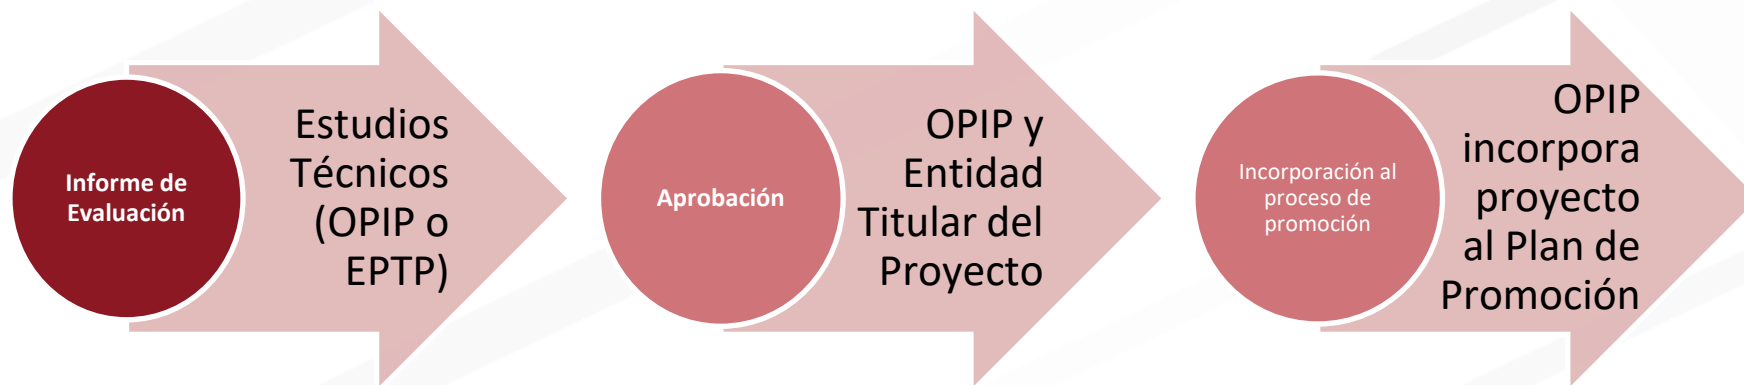 Informe de
Evaluación
Estudios
Técnicos
(OPIP o
EPTP)
Aprobación
OPIP y
Entidad
Titular del
Proyecto
Incorporación al
proceso de
promoción
OPIP
incorpora
proyecto
al Plan de
Promoción